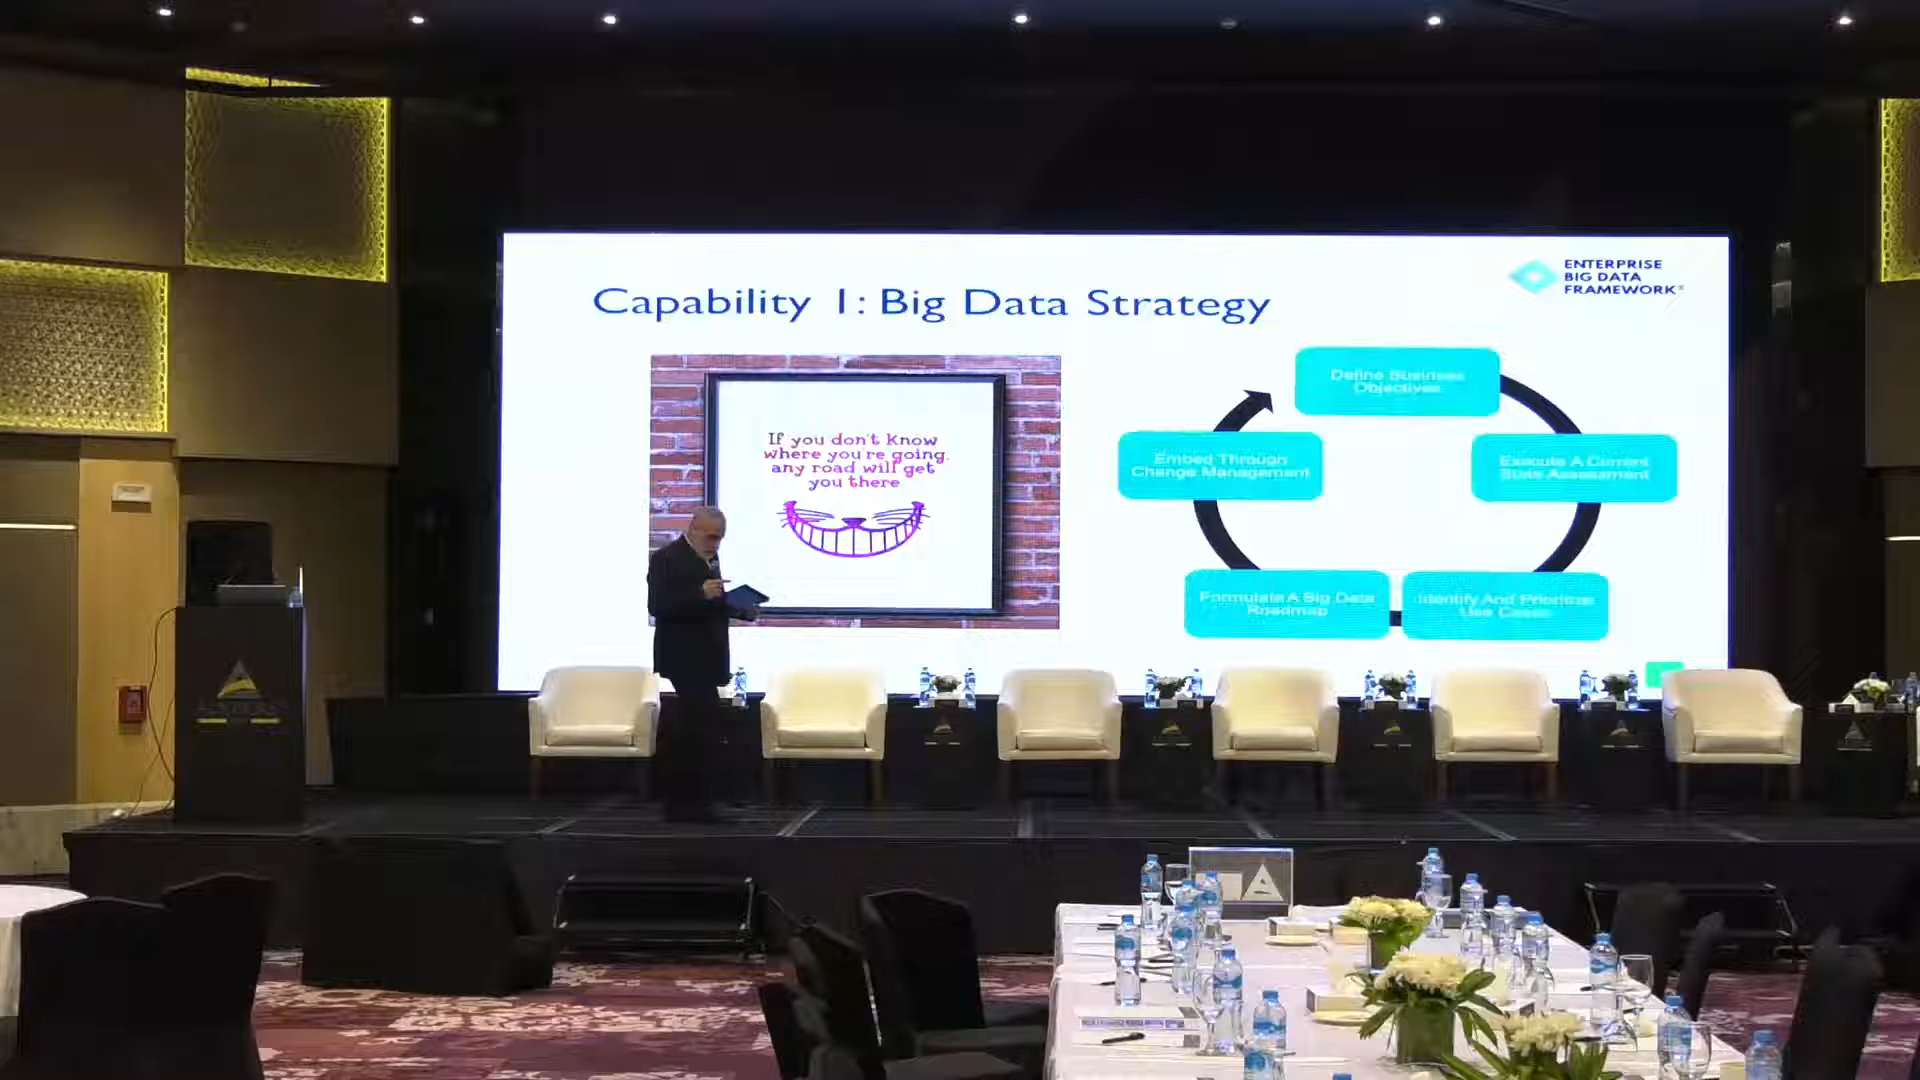 Capability 1: Big Data Strategy
ENTERPRISE
BIG DATA
FRAMEWORK®
If you don't know
where you're going,
any road will get
you there
Define Business
Objectives
Execute A Current
State Assessment
Identify And Prioritize
Use Cases
Formulate A Big Data
Roadmap
Embed Through
Change Management